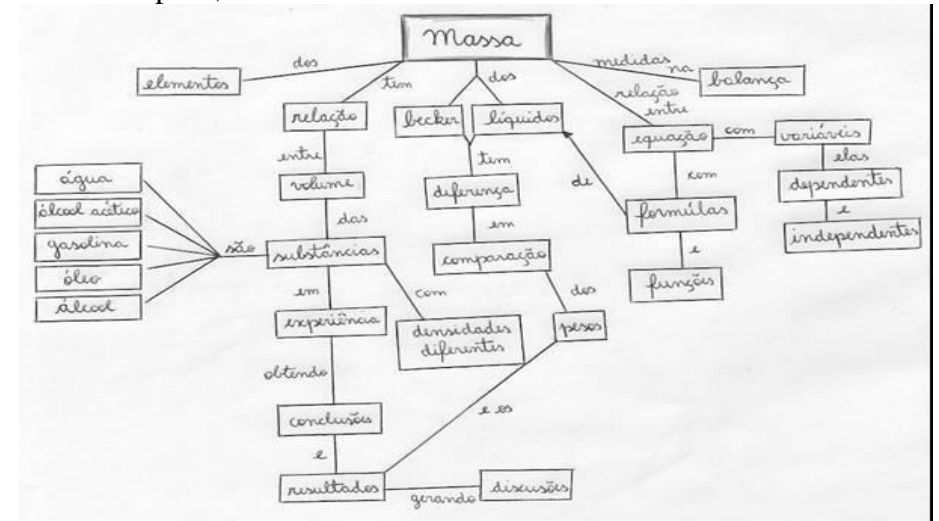 Massa
elementos
dos
tem
dos
medidas na
balança
relação
becker
líquidos
relação entre
equação
com
variáveis
entre
tem
elas
água
volume
diferença
de
com
dependentes
álcool acético
das
em
fórmúlas
e
independentes
gasolina
são
substâncias
comparação
e
óleo
em
com
dos
funções
álcool
experiência
densidades
diferentes
pesos
obtendo
conclusões
e os
e
resultados
gerando
discusões